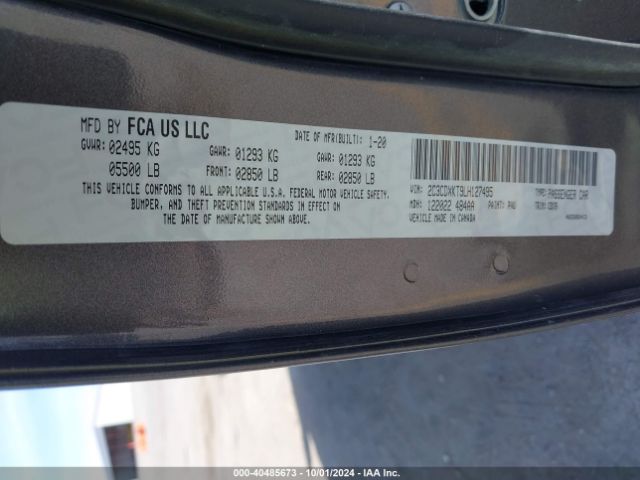 MFD BY FCA US LLC
DATE OF MFR(BUILT): 1-20
GVWR: 02495 KG GAWR: 01293 KG GAWR: 01293 KG
05500 LB FRONT: 02850 LB REAR: 02850 LB
THIS VEHICLE CONFORMS TO ALL APPLICABLE U.S.A. FEDERAL MOTOR VEHICLE SAFETY,
BUMPER, AND THEFT PREVENTION STANDARDS IN EFFECT ON
THE DATE OF MANUFACTURE SHOWN ABOVE
VIN: 2C3CDXKT9LH127495 TYPE: PASSENGER CAR
MDH: 122022 484AA PAINT: PAU TRIM:
VEHICLE MADE IN CANADA
000-40485673 - 10/01/2024 - IAA Inc.